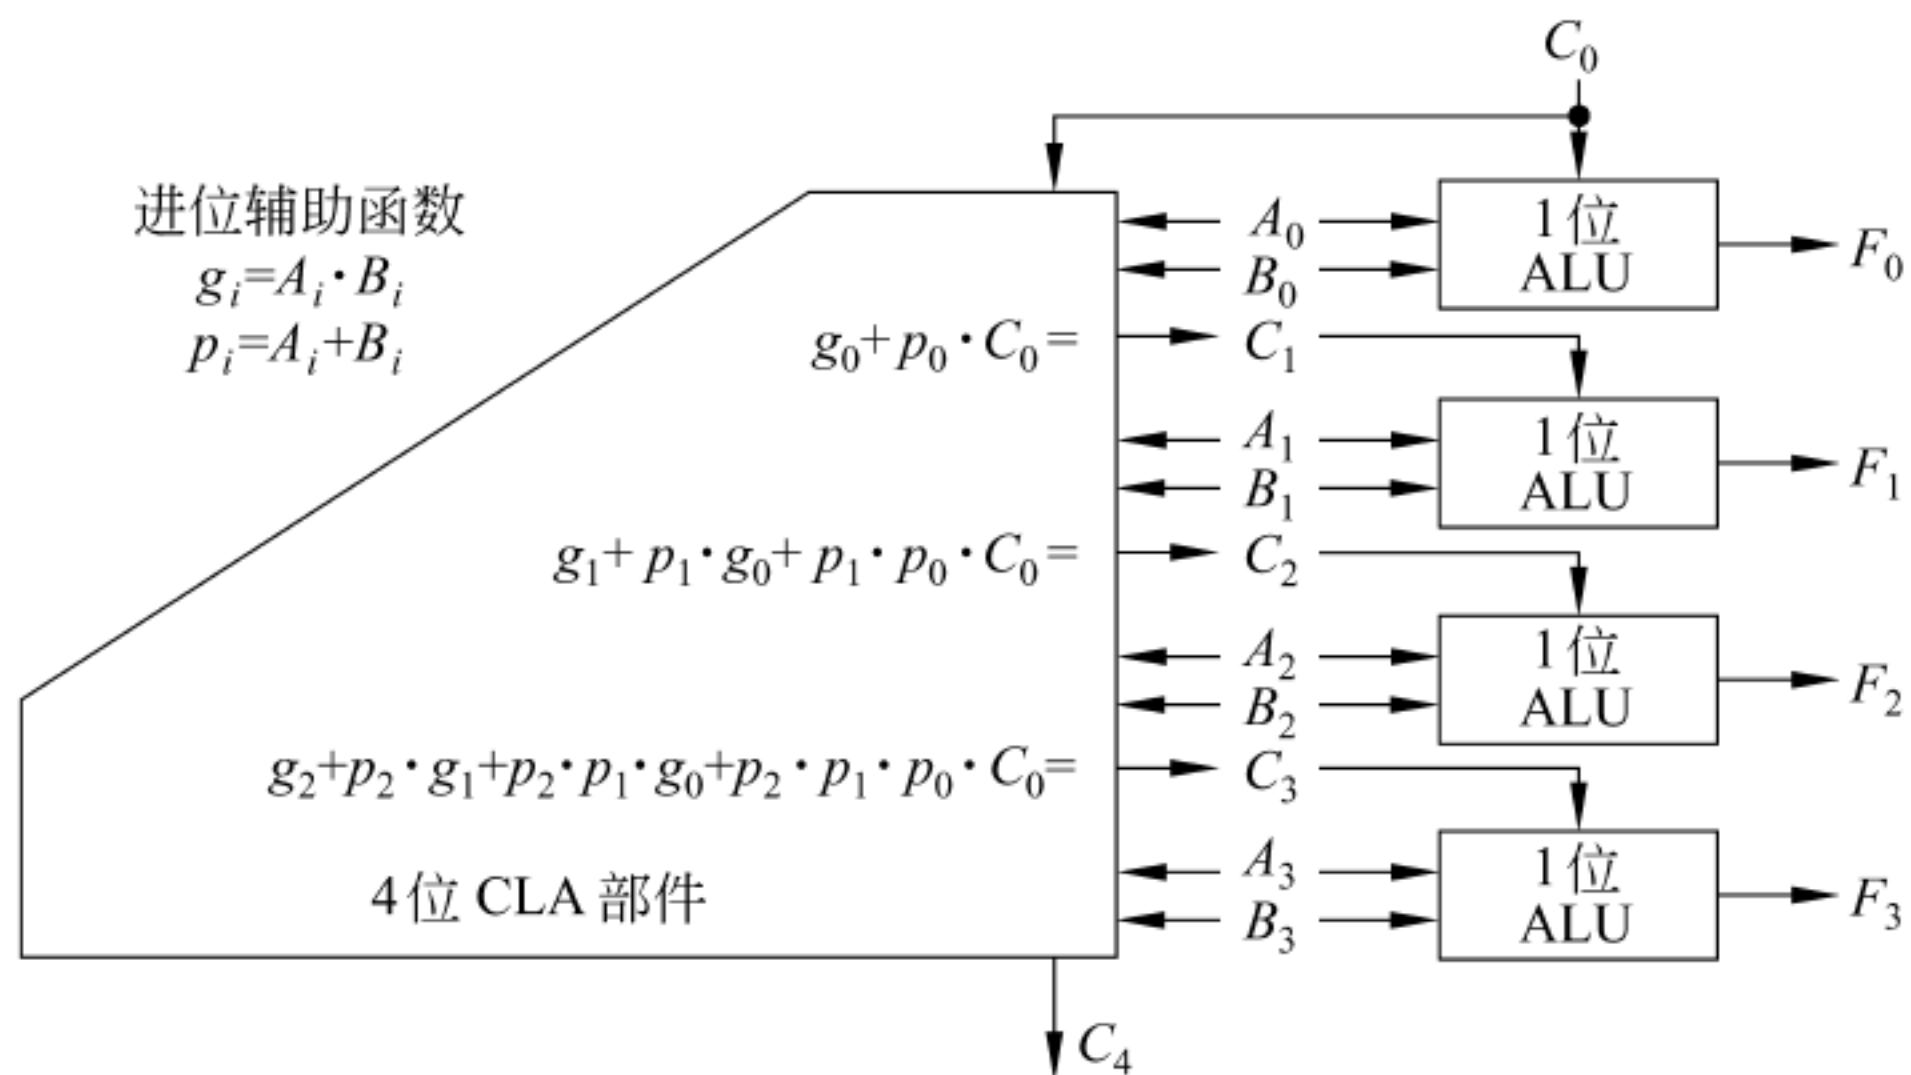 C₀
进位辅助函数
gᵢ=Aᵢ·Bᵢ
pᵢ=Aᵢ+Bᵢ
A₀
B₀
1位
ALU
F₀
g₀+p₀·C₀=
C₁
A₁
B₁
1位
ALU
F₁
g₁+p₁·g₀+p₁·p₀·C₀=
C₂
A₂
B₂
1位
ALU
F₂
g₂+p₂·g₁+p₂·p₁·g₀+p₂·p₁·p₀·C₀=
C₃
A₃
B₃
1位
ALU
F₃
4位CLA部件
C₄